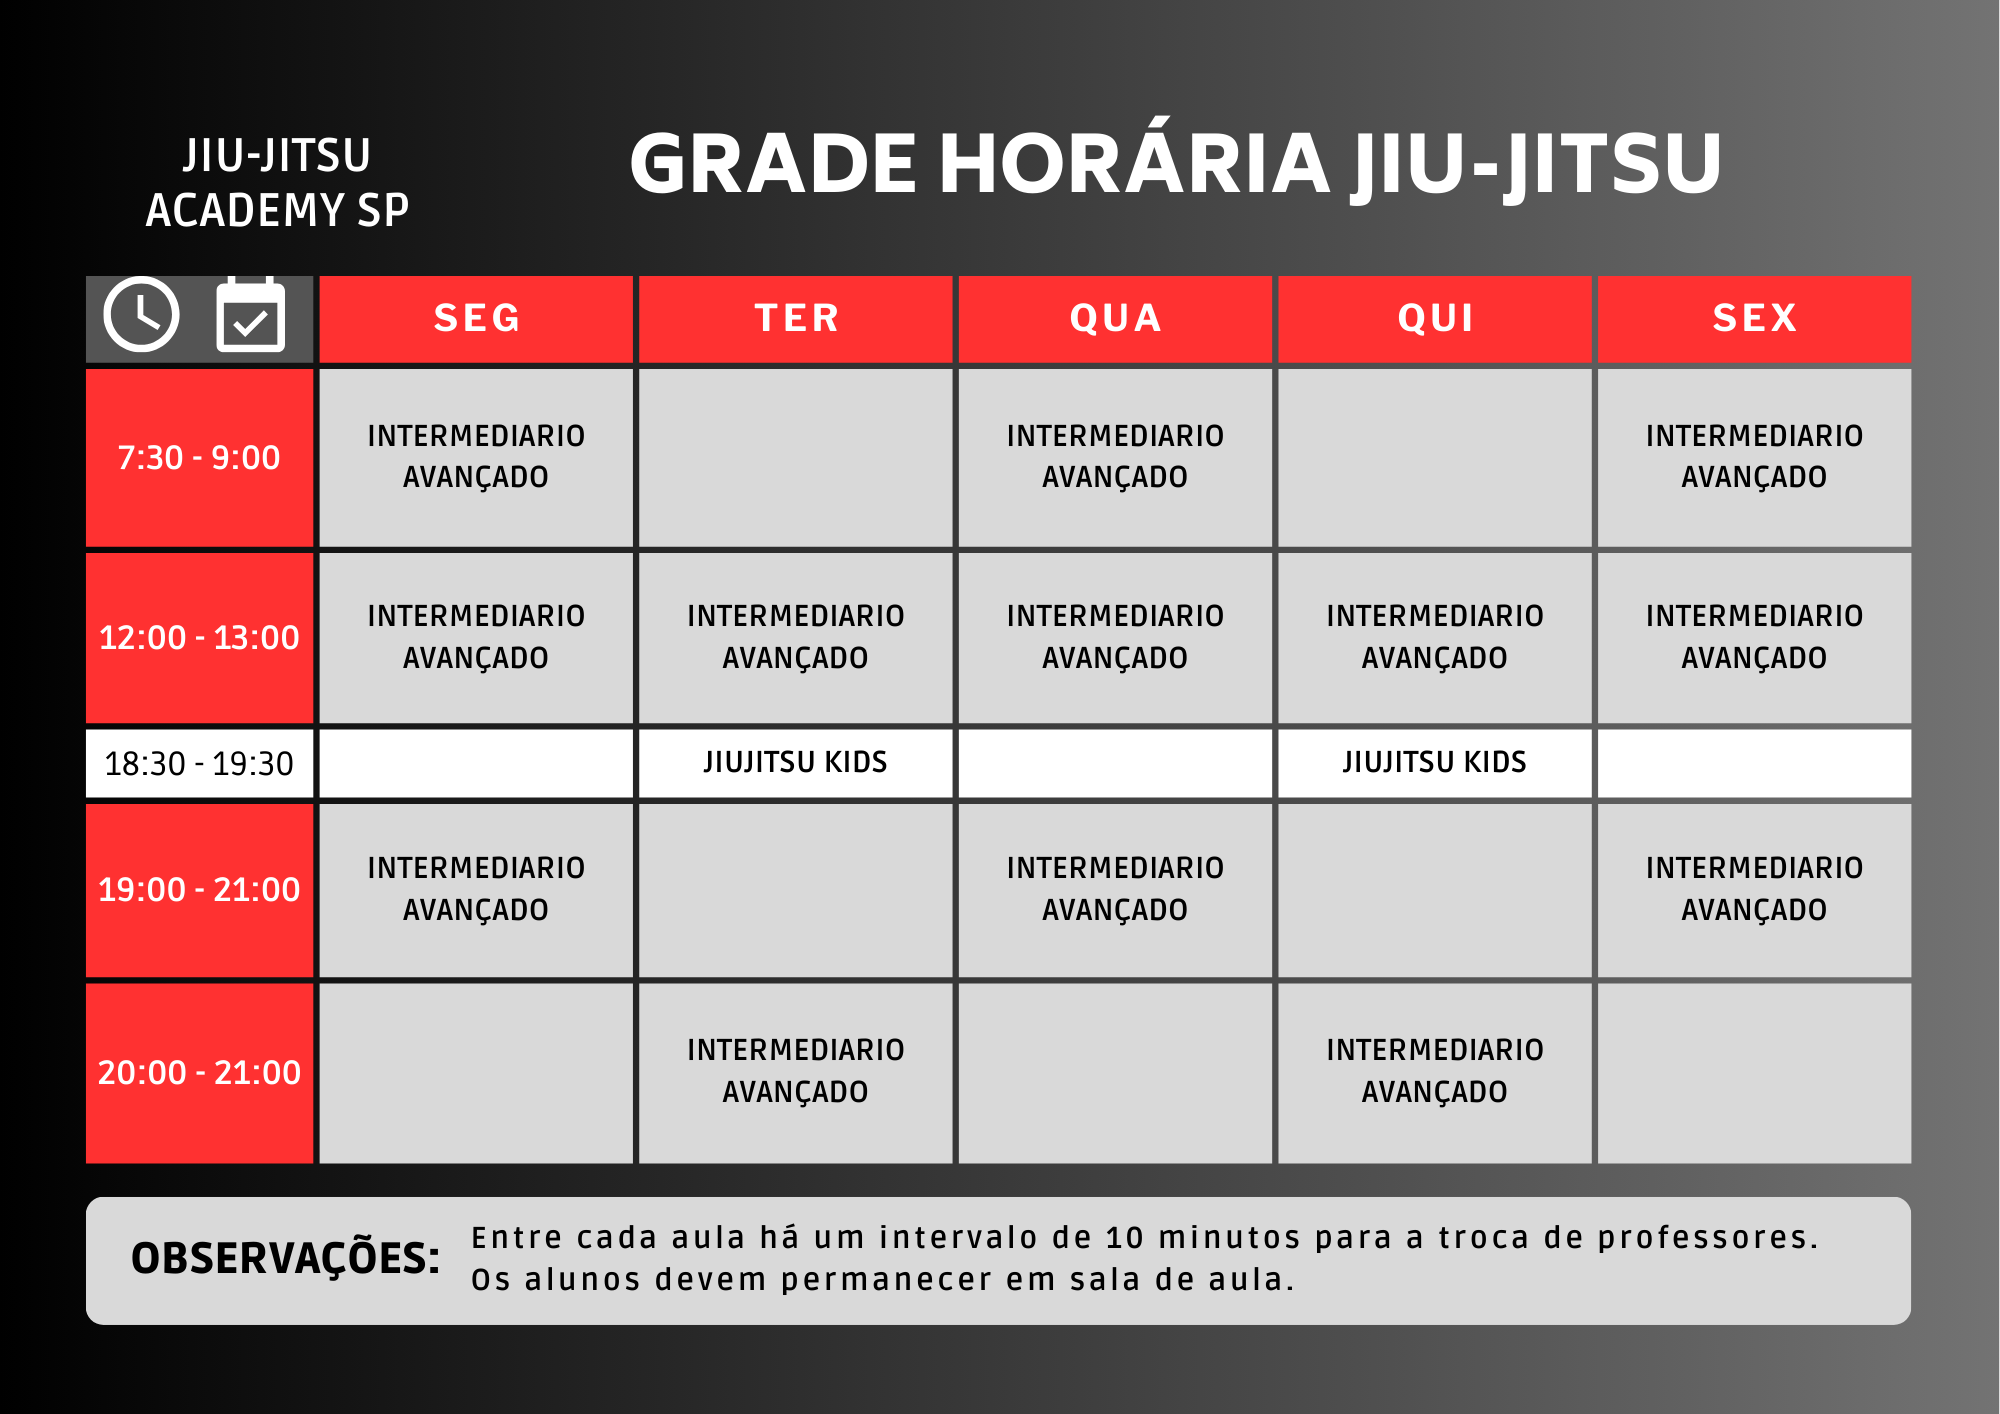 JIU-JITSU
ACADEMY SP
GRADE HORÁRIA JIU-JITSU
SEG TER QUA QUI SEX
7:30 - 9:00
INTERMEDIARIO
AVANÇADO
INTERMEDIARIO
AVANÇADO
INTERMEDIARIO
AVANÇADO
12:00 - 13:00
INTERMEDIARIO
AVANÇADO
INTERMEDIARIO
AVANÇADO
INTERMEDIARIO
AVANÇADO
INTERMEDIARIO
AVANÇADO
INTERMEDIARIO
AVANÇADO
18:30 - 19:30
JIUJITSU KIDS
JIUJITSU KIDS
19:00 - 21:00
INTERMEDIARIO
AVANÇADO
INTERMEDIARIO
AVANÇADO
INTERMEDIARIO
AVANÇADO
20:00 - 21:00
INTERMEDIARIO
AVANÇADO
INTERMEDIARIO
AVANÇADO
OBSERVAÇÕES:
Entre cada aula há um intervalo de 10 minutos para a troca de professores.
Os alunos devem permanecer em sala de aula.